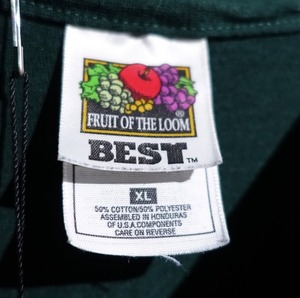 FRUIT OF THE LOOM®
BEST™
XL
50% COTTON/50% POLYESTER
ASSEMBLED IN HONDURAS
OF U.S.A. COMPONENTS
CARE ON REVERSE